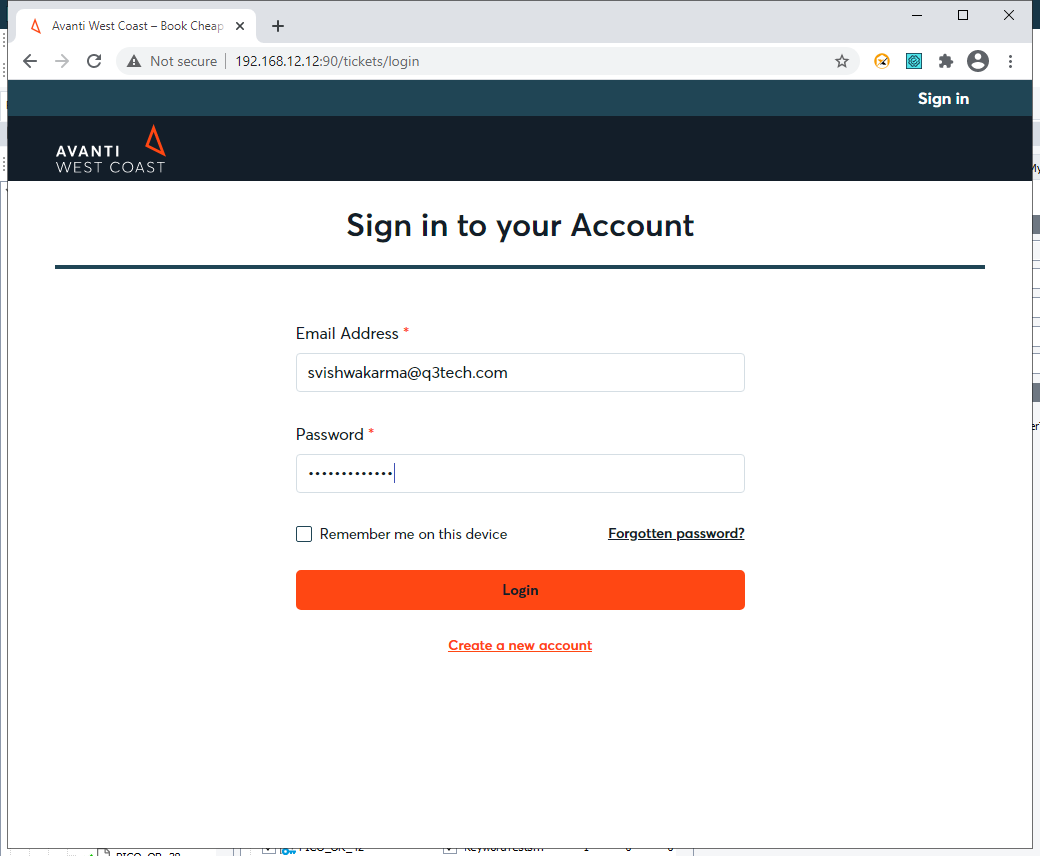 Avanti West Coast – Book Cheap
Not secure
192.168.12.12:90/tickets/login
Sign in
AVANTI
WEST COAST
Sign in to your Account
Email Address *
svishwakarma@q3tech.com
Password *
Remember me on this device
Forgotten password?
Login
Create a new account